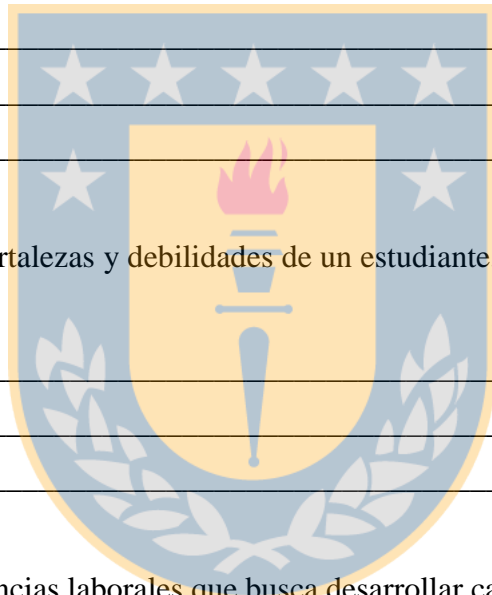 rtalezas y debilidades de un estudiante
ncias laborales que busca desarrollar ca